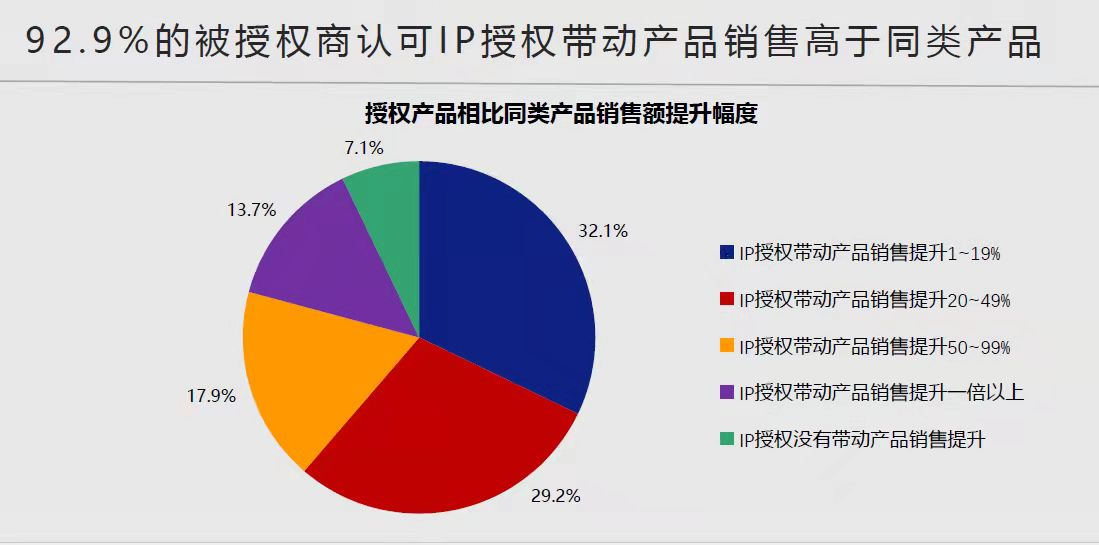 92.9%的被授权商认可IP授权带动产品销售高于同类产品
授权产品相比同类产品销售额提升幅度
7.1%
13.7%
32.1%
17.9%
29.2%
IP授权带动产品销售提升1~19%
IP授权带动产品销售提升20~49%
IP授权带动产品销售提升50~99%
IP授权带动产品销售提升一倍以上
IP授权没有带动产品销售提升